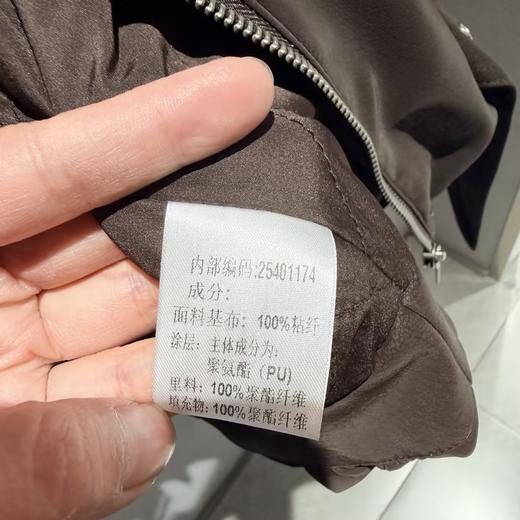 内部编码:25401174
成分:
面料基布: 100%粘纤
涂层: 主体成分为:
聚氨酯（PU)
里料: 100%聚酯纤维
填充物: 100%聚酯纤维